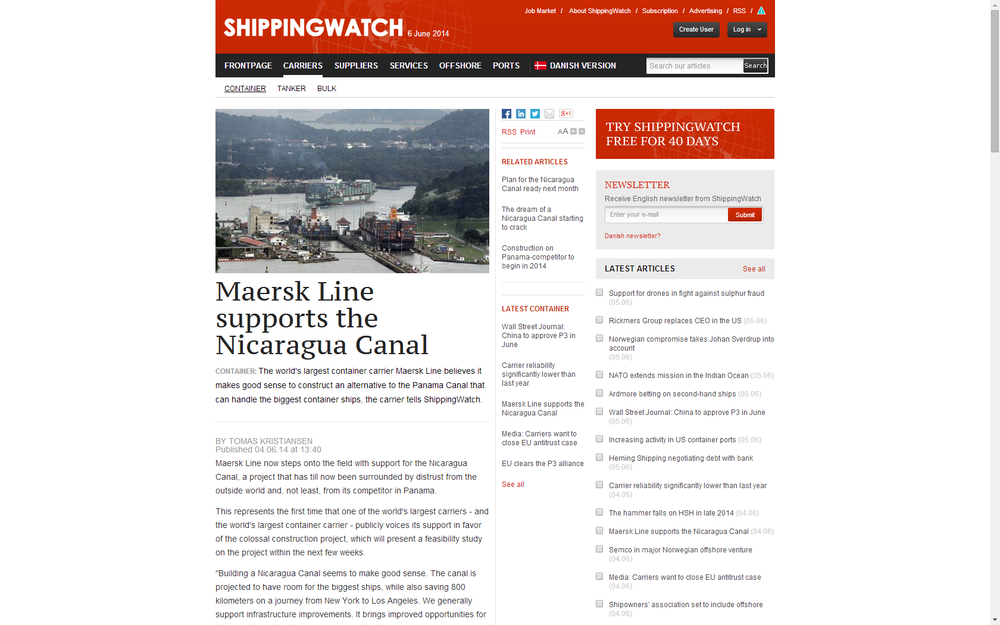 Job Market / About ShippingWatch / Subscription / Advertising / RSS /
SHIPPINGWATCH 6 June 2014
Create User Log in
FRONTPAGE CARRIERS SUPPLIERS SERVICES OFFSHORE PORTS DANISH VERSION Search our articles Search
CONTAINER TANKER BULK
Maersk Line
supports the
Nicaragua Canal
CONTAINER: The world's largest container carrier Maersk Line believes it
makes good sense to construct an alternative to the Panama Canal that
can handle the biggest container ships, the carrier tells ShippingWatch.
BY TOMAS KRISTIANSEN
Published 04.06.14 at 13:40
Maersk Line now steps onto the field with support for the Nicaragua
Canal, a project that has till now been surrounded by distrust from the
outside world and, not least, from its competitor in Panama.
This represents the first time that one of the world's largest carriers - and
the world's largest container carrier - publicly voices its support in favor
of the colossal construction project, which will present a feasibility study
on the project within the next few weeks.
"Building a Nicaragua Canal seems to make good sense. The canal is
projected to have room for the biggest ships, while also saving 800
kilometers on a journey from New York to Los Angeles. We generally
support infrastructure improvements. It brings improved opportunities for
g+1
RSS Print AA + −
RELATED ARTICLES
Plan for the Nicaragua
Canal ready next month
The dream of a
Nicaragua Canal starting
to crack
Construction on
Panama-competitor to
begin in 2014
LATEST CONTAINER
Wall Street Journal:
China to approve P3 in
June
Carrier reliability
significantly lower than
last year
Maersk Line supports the
Nicaragua Canal
Media: Carriers want to
close EU antitrust case
EU clears the P3 alliance
See all
TRY SHIPPINGWATCH
FREE FOR 40 DAYS
NEWSLETTER
Receive English newsletter from ShippingWatch
Enter your e-mail Submit
Danish newsletter?
LATEST ARTICLES See all
Support for drones in fight against sulphur fraud
(05.06)
Rickmers Group replaces CEO in the US (05.06)
Norwegian compromise takes Johan Sverdrup into
account
(05.06)
NATO extends mission in the Indian Ocean (05.06)
Ardmore betting on second-hand ships (05.06)
Wall Street Journal: China to approve P3 in June
(05.06)
Increasing activity in US container ports (05.06)
Herning Shipping negotiating debt with bank
(05.06)
Carrier reliability significantly lower than last year
(04.06)
The hammer falls on HSH in late 2014 (04.06)
Maersk Line supports the Nicaragua Canal (04.06)
Semco in major Norwegian offshore venture
(04.06)
Media: Carriers want to close EU antitrust case
(04.06)
Shipowners' association set to include offshore
(04.06)